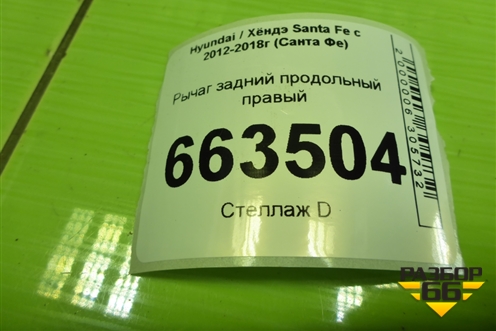 Hyundai / Хёндэ Santa Fe с
2012-2018г (Санта Фе)
Рычаг задний продольный
правый
663504
Стеллаж D
2000006305732
РАЗБОР
66